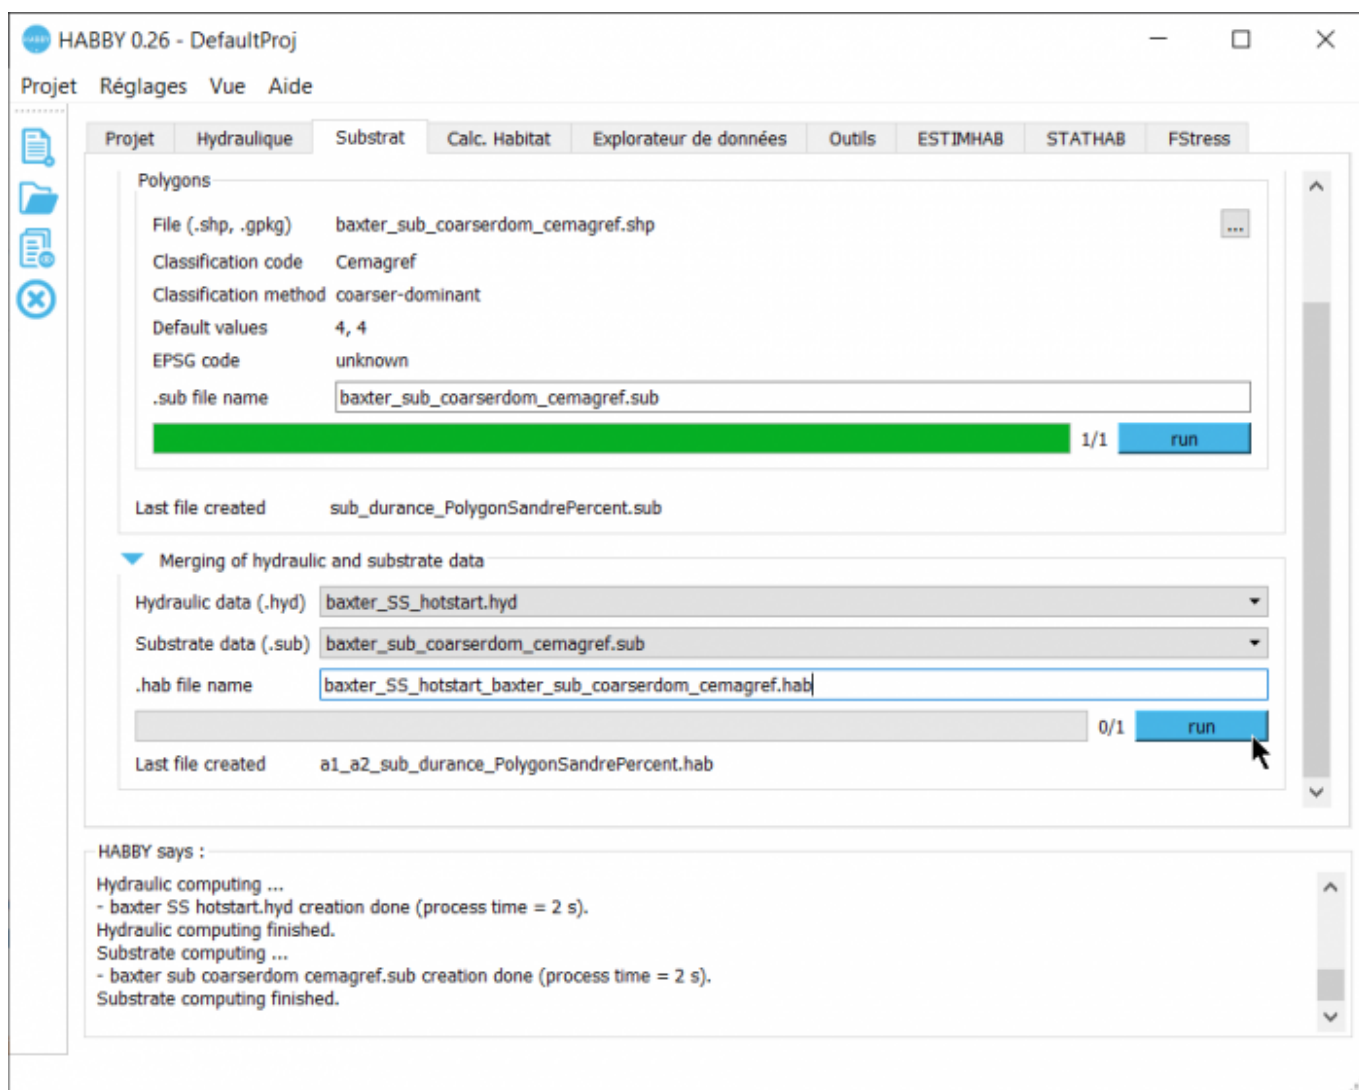 HABBY 0.26 - DefaultProj
Projet Réglages Vue Aide
Projet Hydraulique Substrat Calc. Habitat Explorateur de données Outils ESTIMHAB STATHAB FStress
Polygons
File (.shp, .gpkg) baxter_sub_coarserdom_cemagref.shp ...
Classification code Cemagref
Classification method coarser-dominant
Default values 4, 4
EPSG code unknown
.sub file name baxter_sub_coarserdom_cemagref.sub
1/1 run
Last file created sub_durance_PolygonSandrePercent.sub
Merging of hydraulic and substrate data
Hydraulic data (.hyd) baxter_SS_hotstart.hyd
Substrate data (.sub) baxter_sub_coarserdom_cemagref.sub
.hab file name baxter_SS_hotstart_baxter_sub_coarserdom_cemagref.hab
0/1 run
Last file created a1_a2_sub_durance_PolygonSandrePercent.hab
HABBY says :
Hydraulic computing ...
- baxter SS hotstart.hyd creation done (process time = 2 s).
Hydraulic computing finished.
Substrate computing ...
- baxter sub coarserdom cemagref.sub creation done (process time = 2 s).
Substrate computing finished.